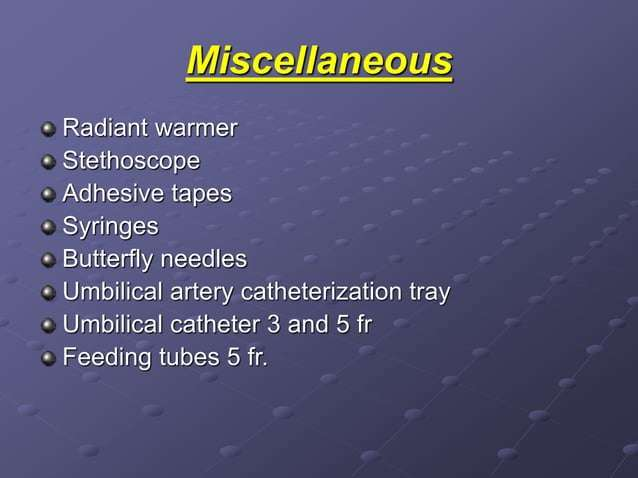 Miscellaneous
Radiant warmer
Stethoscope
Adhesive tapes
Syringes
Butterfly needles
Umbilical artery catheterization tray
Umbilical catheter 3 and 5 fr
Feeding tubes 5 fr.